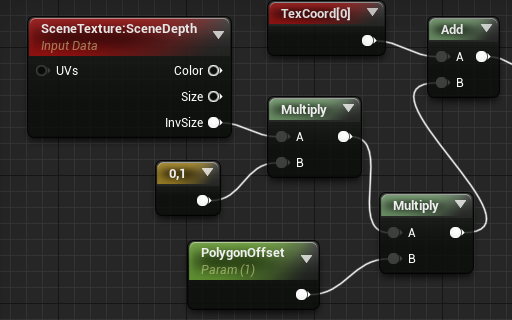 SceneTexture:SceneDepth
Input Data
UVs
Color
Size
InvSize
TexCoord[0]
Add
A
B
Multiply
A
B
0,1
Multiply
A
B
PolygonOffset
Param (1)